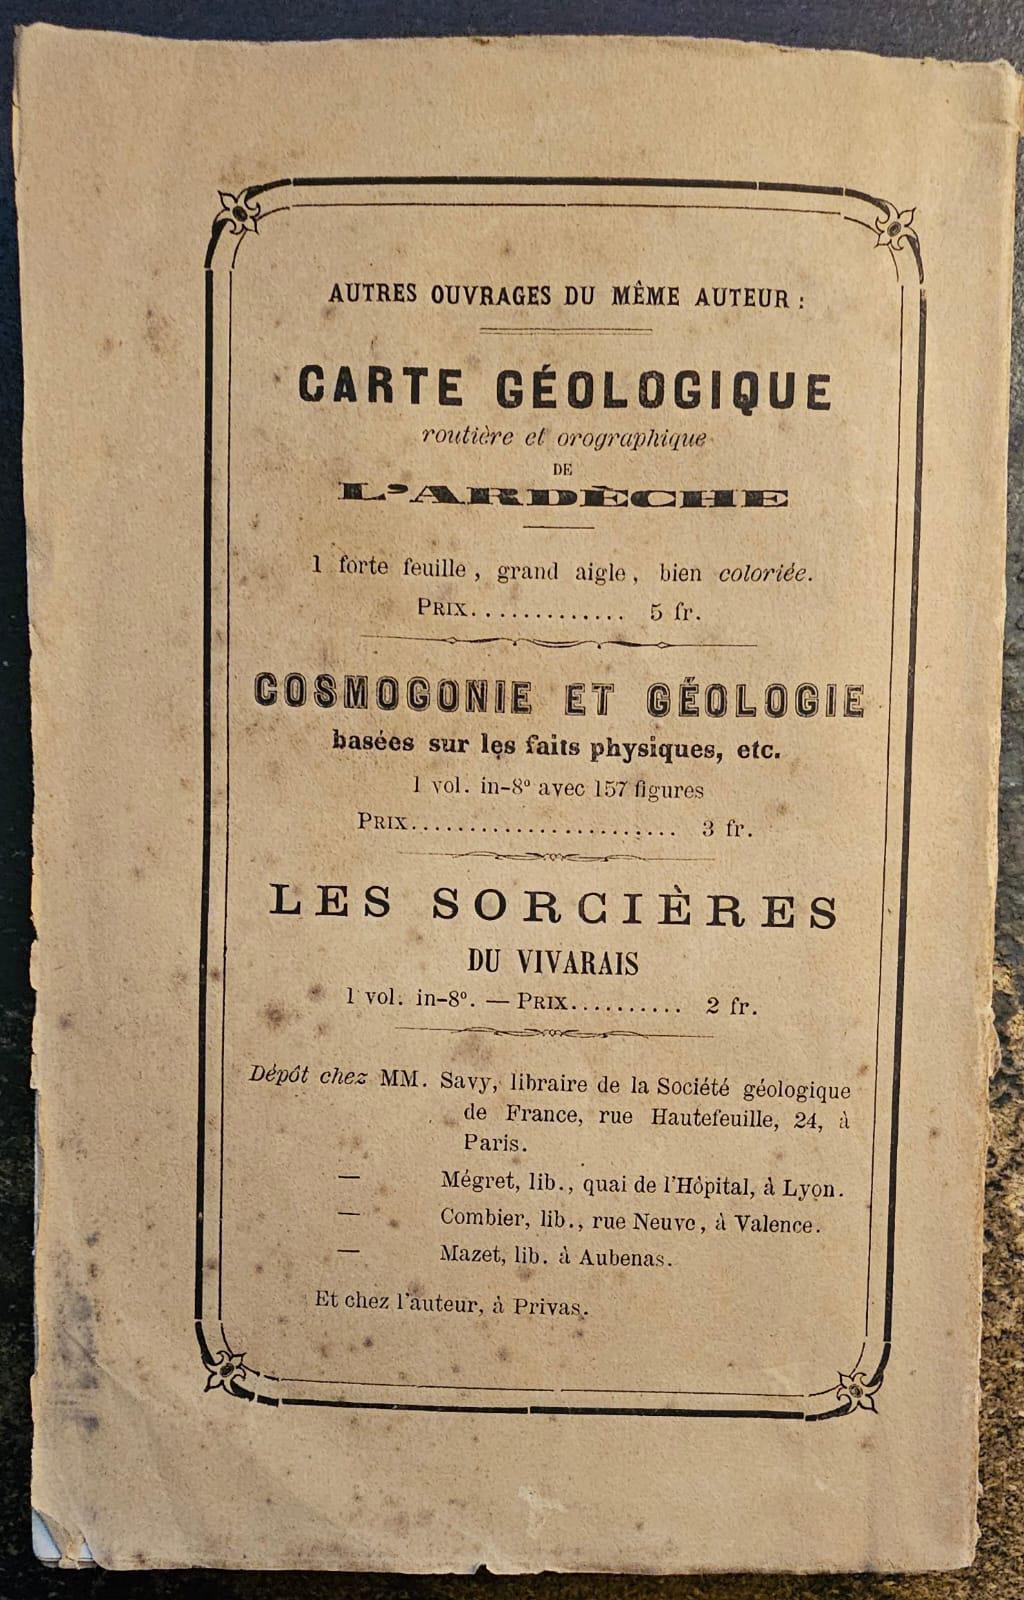 AUTRES OUVRAGES DU MÊME AUTEUR :
CARTE GÉOLOGIQUE
routière et orographique
DE
L'ARDÈCHE
1 forte feuille, grand aigle, bien coloriée.
PRIX............. 5 fr.
COSMOGONIE ET GÉOLOGIE
basées sur les faits physiques, etc.
1 vol. in-8º avec 157 figures
PRIX....................... 3 fr.
LES SORCIÈRES
DU VIVARAIS
1 vol. in-8º. — PRIX.......... 2 fr.
Dépôt chez MM. Savy, libraire de la Société géologique
de France, rue Hautefeuille, 24, à
Paris.
— Mégret, lib., quai de l'Hôpital, à Lyon.
— Combier, lib., rue Neuve, à Valence.
— Mazet, lib. à Aubenas.
Et chez l'auteur, à Privas.